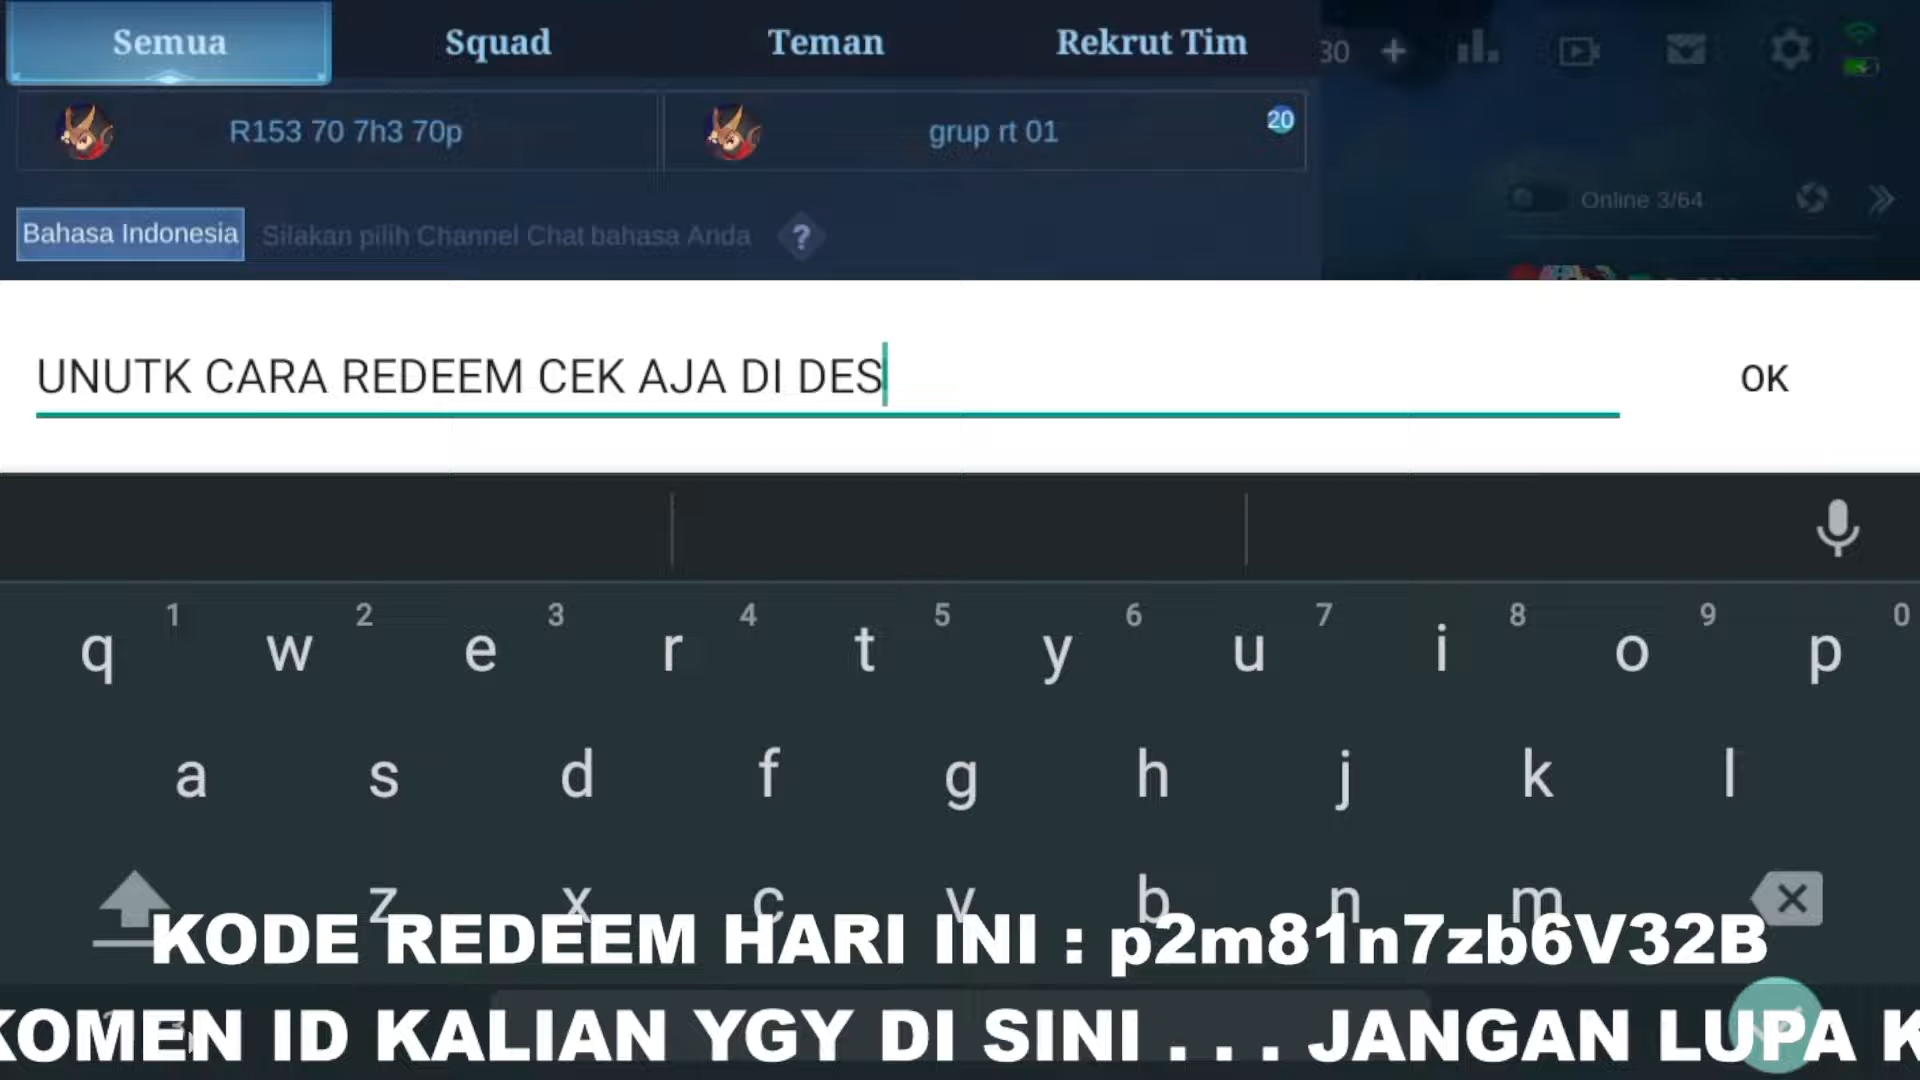 Semua Squad Teman Rekrut Tim 30 +
R153 70 7h3 70p grup rt 01 20
Online 3/64
Bahasa Indonesia Silakan pilih Channel Chat bahasa Anda ?
UNUTK CARA REDEEM CEK AJA DI DES OK
1 2 3 4 5 6 7 8 9 0
q w e r t y u i o p
a s d f g h j k l
z x c v b n m
KODE REDEEM HARI INI : p2m81n7zb6V32B
KOMEN ID KALIAN YGY DI SINI . . . JANGAN LUPA K